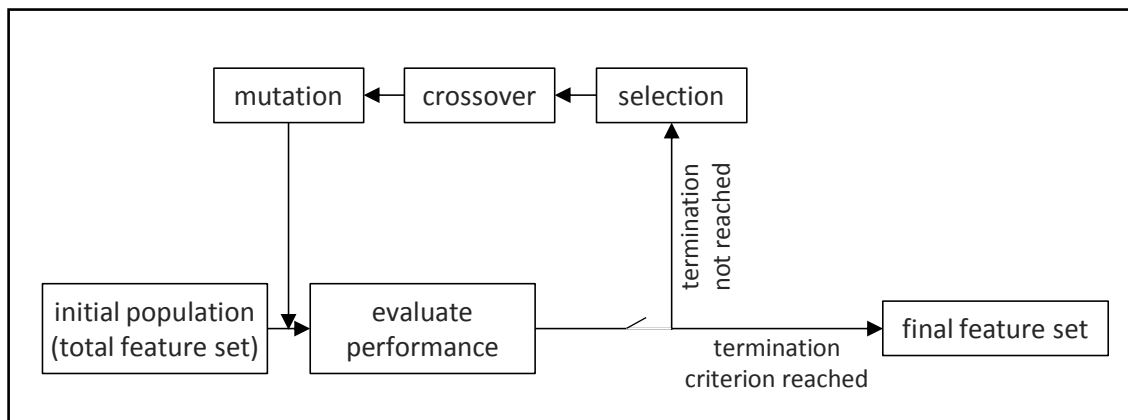 mutation
crossover
selection
termination
not reached
initial population
(total feature set)
evaluate
performance
final feature set
termination
criterion reached